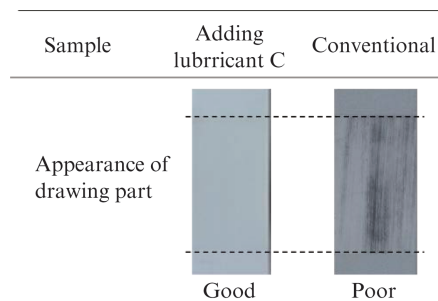 Sample
Adding
lubrricant C
Conventional
Appearance of
drawing part
Good
Poor